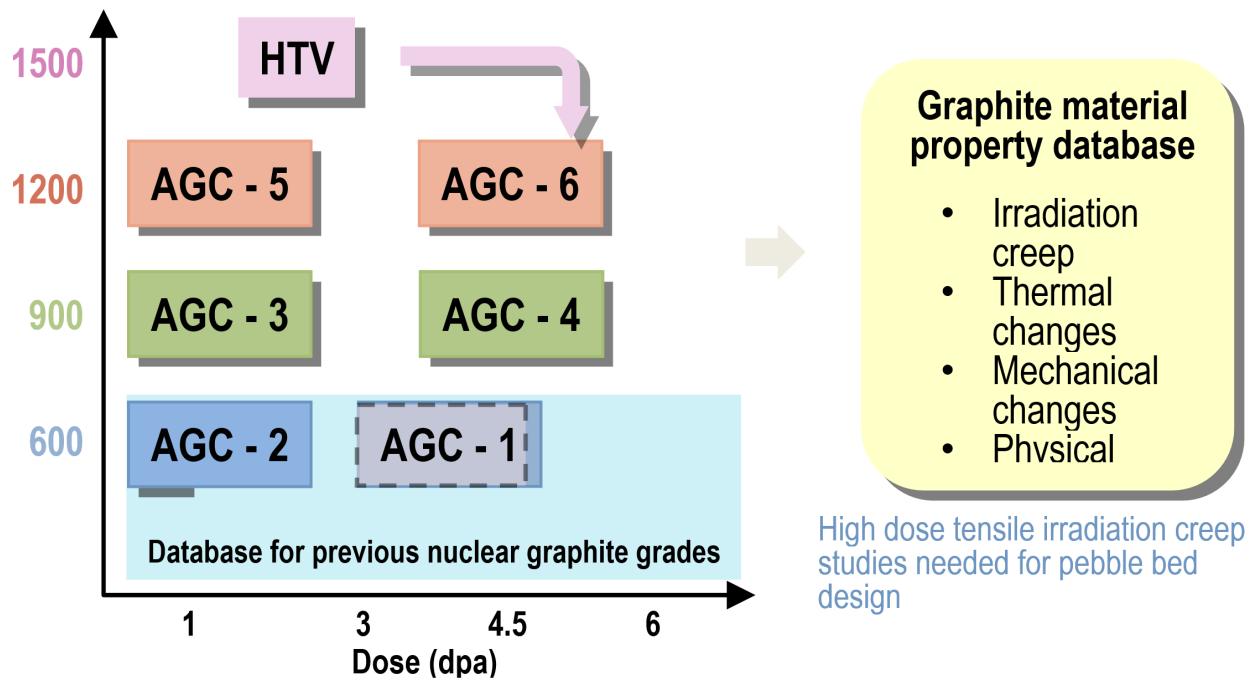 1500
HTV
1200
AGC - 5
AGC - 6
900
AGC - 3
AGC - 4
600
AGC - 2
AGC - 1
Database for previous nuclear graphite grades
1
3
4.5
6
Dose (dpa)
Graphite material
property database
• Irradiation
creep
• Thermal
changes
• Mechanical
changes
• Physical
High dose tensile irradiation creep
studies needed for pebble bed
design